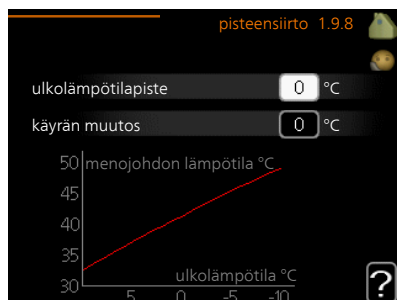 pisteensiirto 1.9.8
ulkolämpötilapiste 0 °C
käyrän muutos 0 °C
50 menojohdon lämpötila °C
45
40
35
ulkolämpötila °C
30
5 0 -5 -10
?